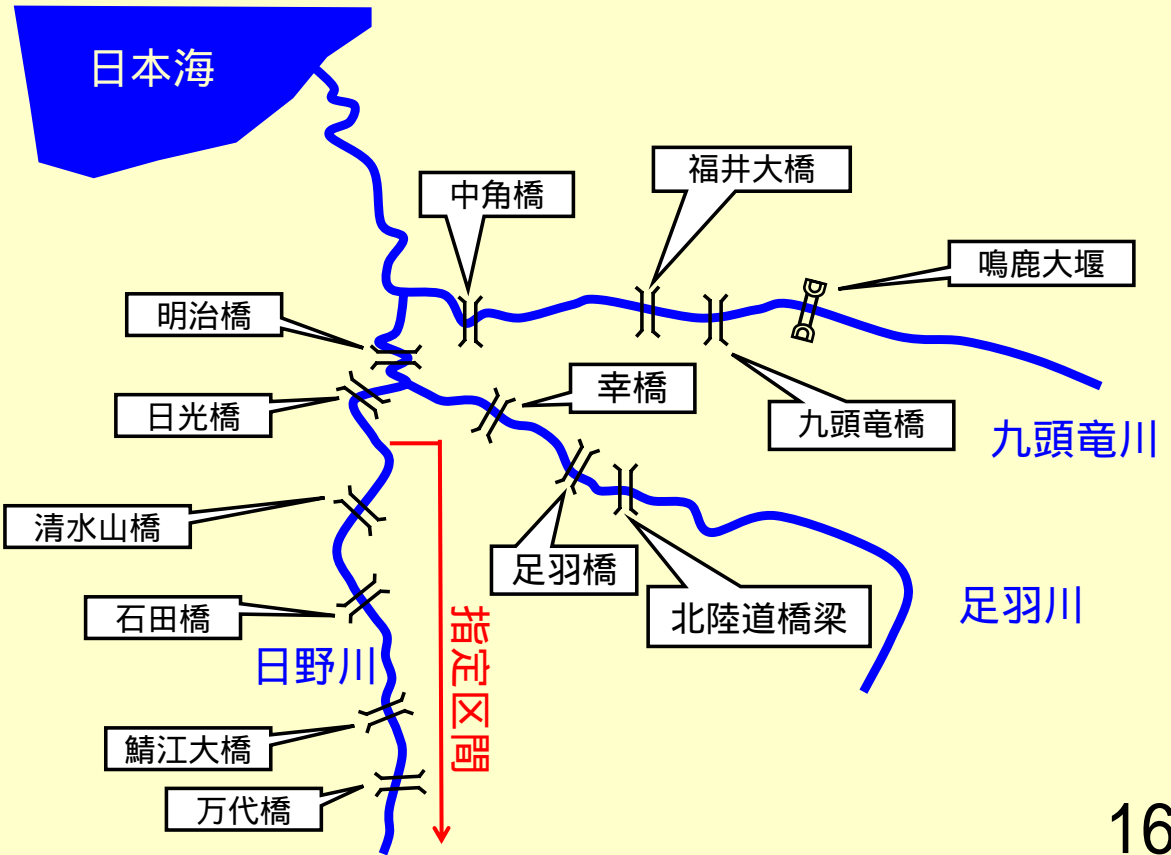 日本海
福井大橋
中角橋
鳴鹿大堰
明治橋
幸橋
日光橋
九頭竜橋
九頭竜川
清水山橋
足羽橋
石田橋
北陸道橋梁
足羽川
指定区間
日野川
鯖江大橋
万代橋
16